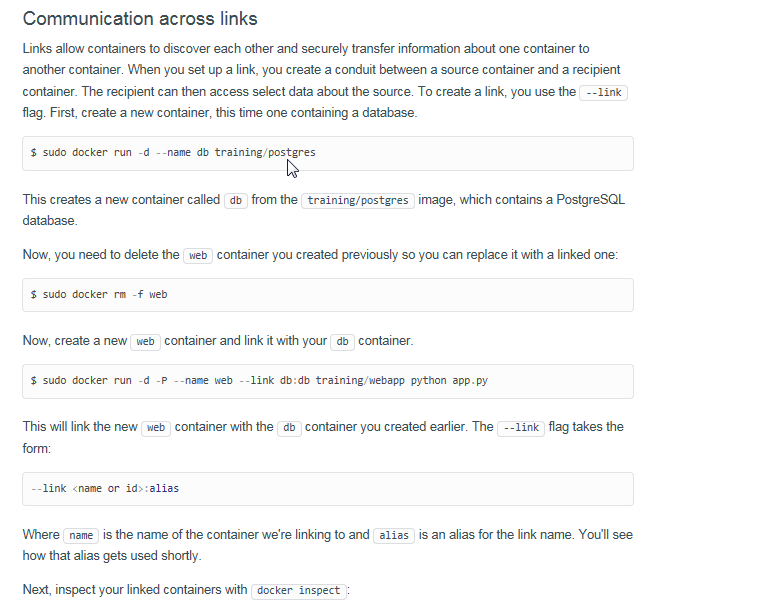 Communication across links
Links allow containers to discover each other and securely transfer information about one container to
another container. When you set up a link, you create a conduit between a source container and a recipient
container. The recipient can then access select data about the source. To create a link, you use the --link
flag. First, create a new container, this time one containing a database.
$ sudo docker run -d --name db training/postgres
This creates a new container called db from the training/postgres image, which contains a PostgreSQL
database.
Now, you need to delete the web container you created previously so you can replace it with a linked one:
$ sudo docker rm -f web
Now, create a new web container and link it with your db container.
$ sudo docker run -d -P --name web --link db:db training/webapp python app.py
This will link the new web container with the db container you created earlier. The --link flag takes the
form:
--link <name or id>:alias
Where name is the name of the container we're linking to and alias is an alias for the link name. You'll see
how that alias gets used shortly.
Next, inspect your linked containers with docker inspect: